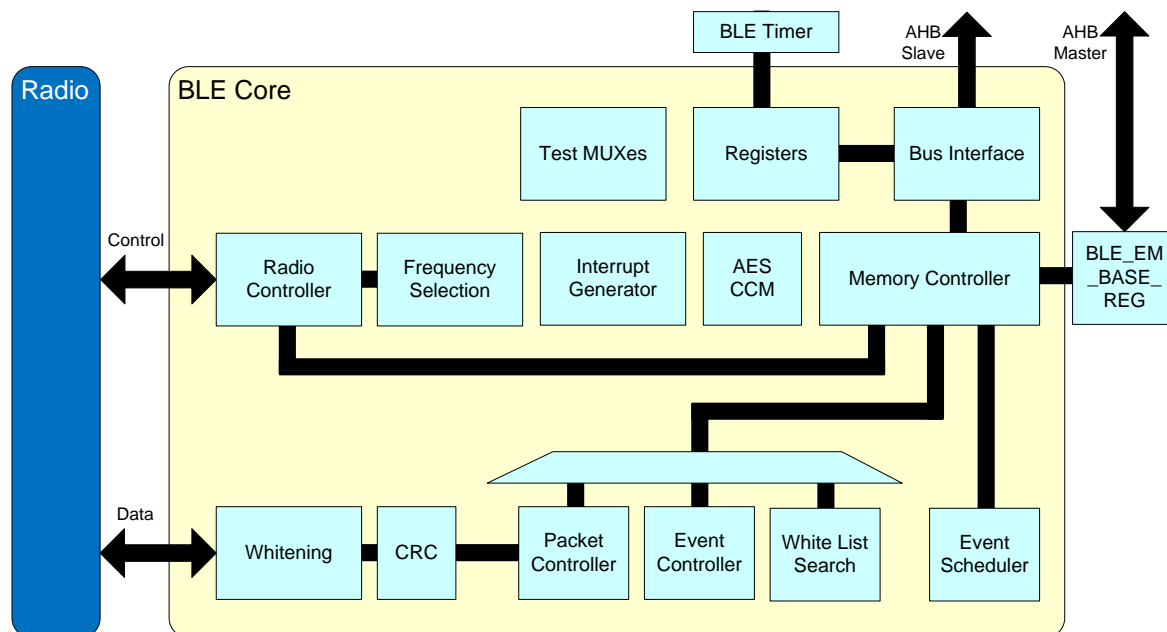 BLE Timer
AHB
Slave
AHB
Master
Radio
BLE Core
Test MUXes
Registers
Bus Interface
Control
Radio
Controller
Frequency
Selection
Interrupt
Generator
AES
CCM
Memory Controller
BLE_EM
_BASE_
REG
Data
Whitening
CRC
Packet
Controller
Event
Controller
White List
Search
Event
Scheduler